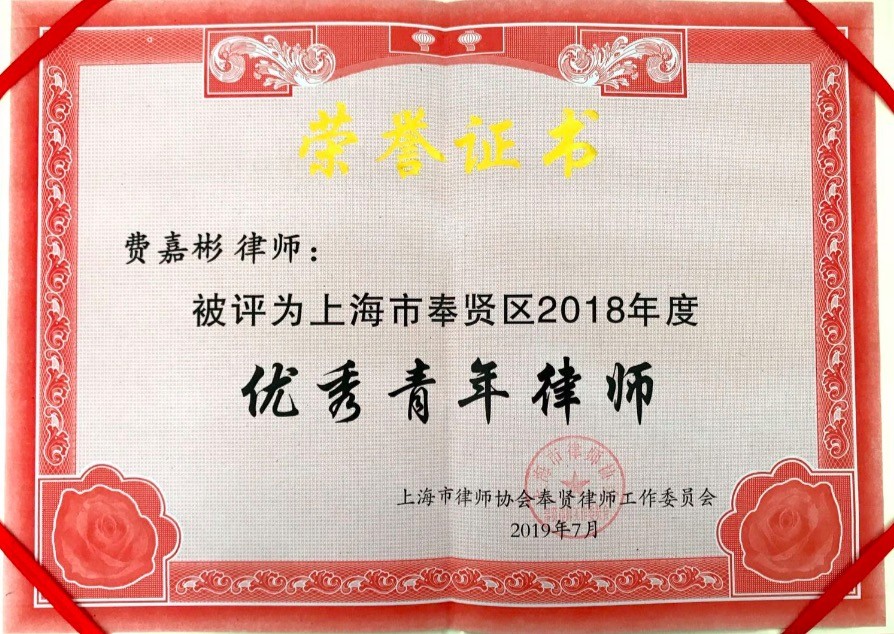 荣誉证书
费嘉彬 律师：
被评为上海市奉贤区2018年度
优秀青年律师
上海市律师协会奉贤律师工作委员会
2019年7月